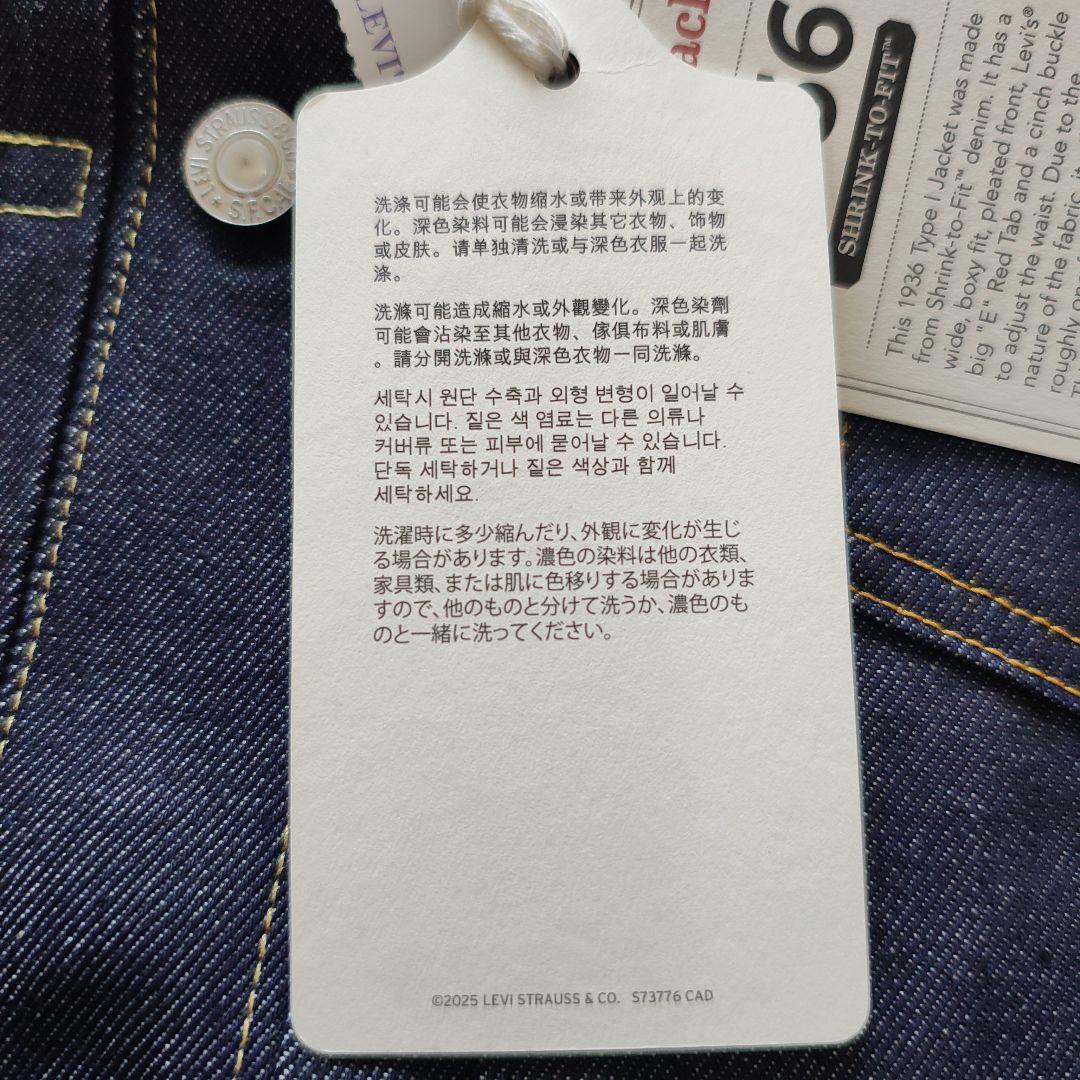 LEVI
LEVI STRAUSS & CO.
S.F. CAL
洗涤可能会使衣物缩水或带来外观上的变
化。深色染料可能会浸染其它衣物、饰物
或皮肤。请单独清洗或与深色衣服一起洗
涤。
洗滌可能造成縮水或外觀變化。深色染劑
可能會沾染至其他衣物、傢俱布料或肌膚
。請分開洗滌或與深色衣物一同洗滌。
세탁시 원단 수축과 외형 변형이 일어날 수
있습니다. 짙은 색 염료는 다른 의류나
커버류 또는 피부에 묻어날 수 있습니다.
단독 세탁하거나 짙은 색상과 함께
세탁하세요.
洗濯時に多少縮んだり、外観に変化が生じ
る場合があります。濃色の染料は他の衣類、
家具類、または肌に色移りする場合がありま
すので、他のものと分けて洗うか、濃色のも
のと一緒に洗ってください。
©2025 LEVI STRAUSS & CO. S73776 CAD
SHRINK-TO-FIT™
This 1936 Type I Jacket was made
from Shrink-to-Fit™ denim. It has a
wide, boxy fit, pleated front, Levi's®
big "E" Red Tab and a cinch buckle
to adjust the waist. Due to the
nature of the fabric
roughly